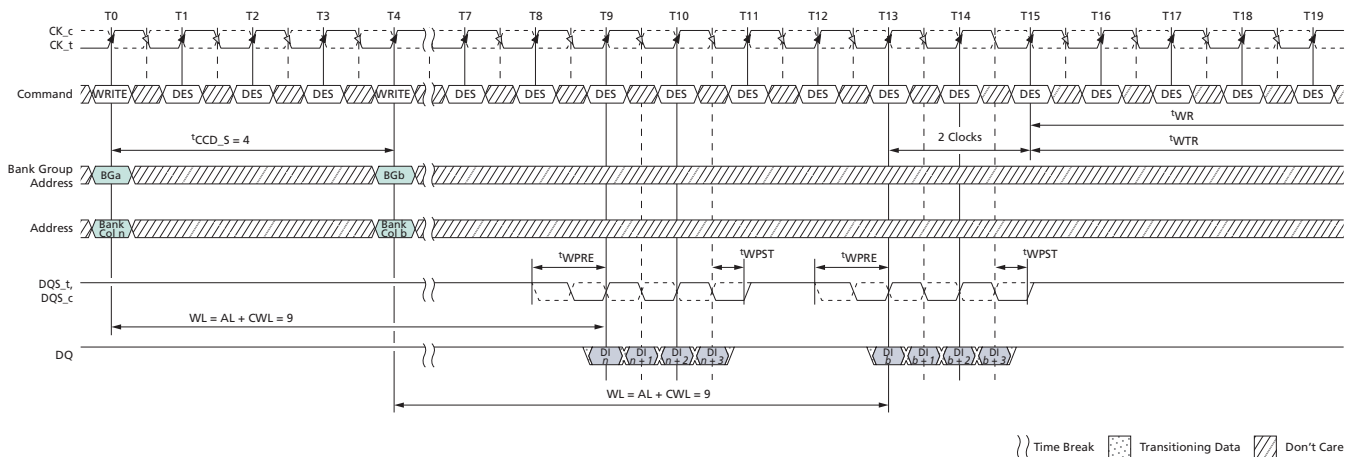 T0 T1 T2 T3 T4 T7 T8 T9 T10 T11 T12 T13 T14 T15 T16 T17 T18 T19
CK_c
CK_t
Command WRITE DES DES DES WRITE DES DES DES DES DES DES DES DES DES DES DES DES DES
tWR
tCCD_S = 4 2 Clocks tWTR
Bank Group
Address BGa BGb
Address Bank
Col n Bank
Col b
tWPRE tWPST tWPRE tWPST
DQS_t,
DQS_c
WL = AL + CWL = 9
DQ DI
n DI
n + 1 DI
n + 2 DI
n + 3 DI
b DI
b + 1 DI
b + 2 DI
b + 3
WL = AL + CWL = 9
Time Break Transitioning Data Don't Care